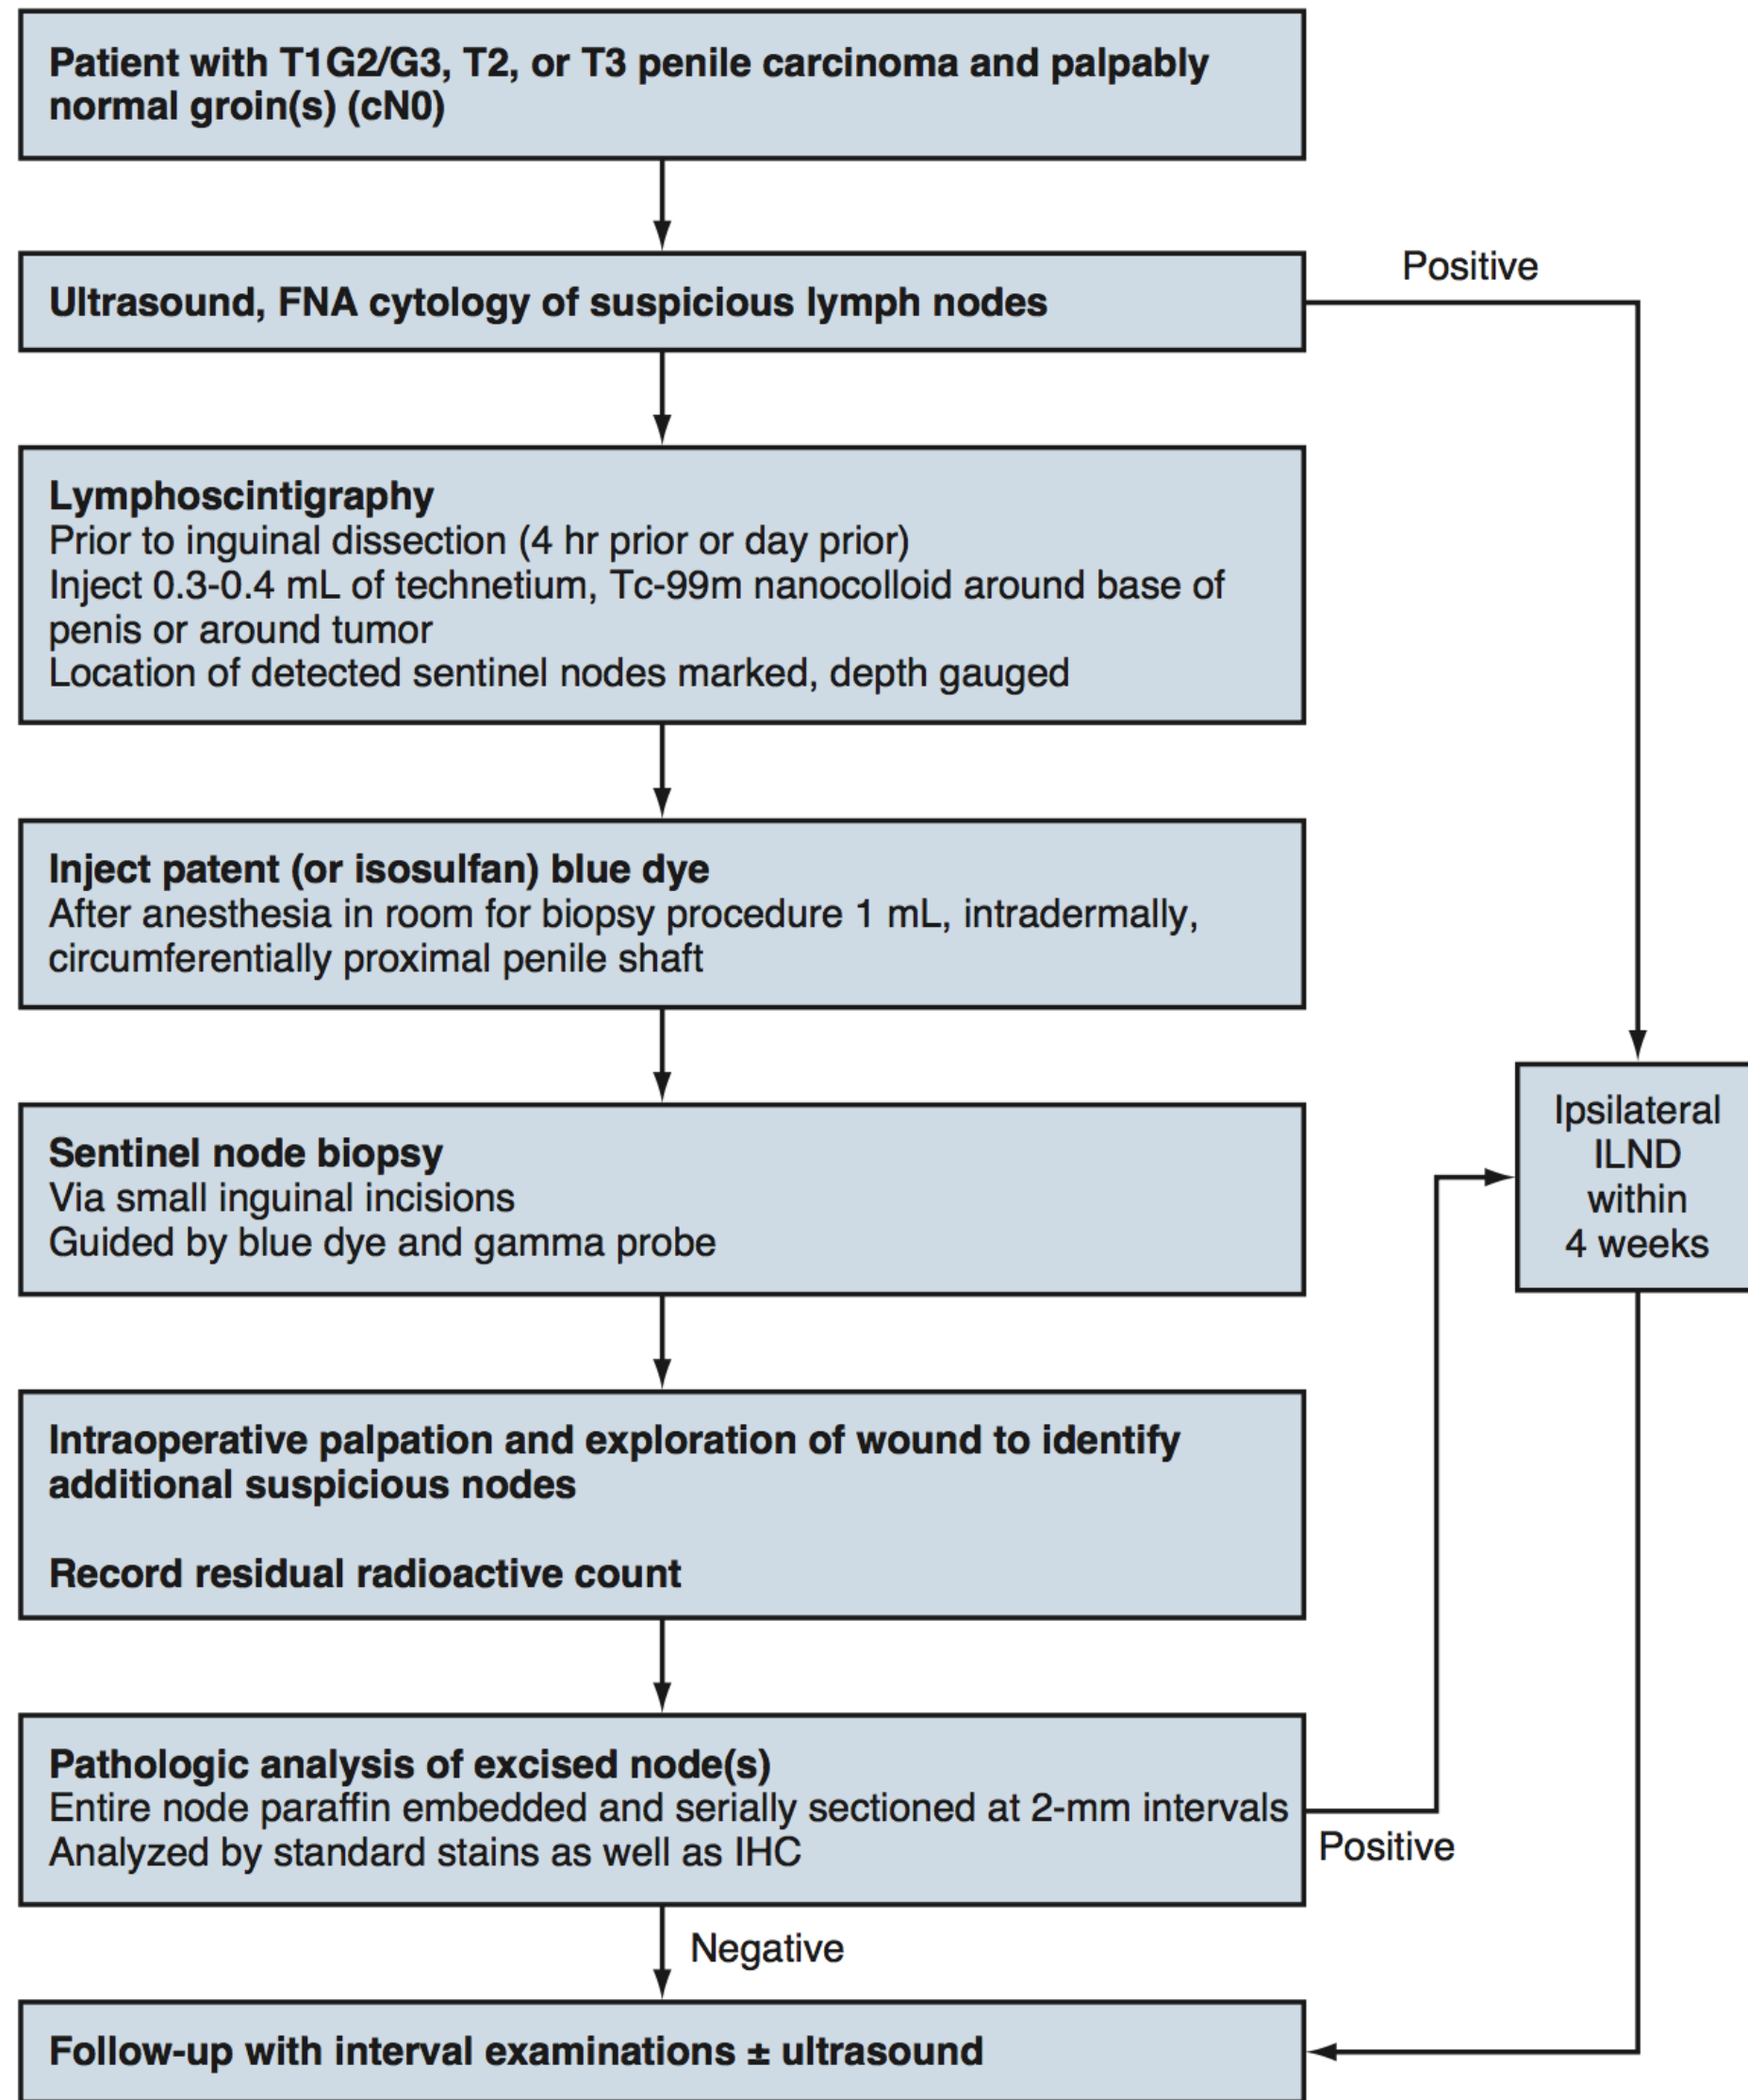 Patient with T1G2/G3, T2, or T3 penile carcinoma and palpably
normal groin(s) (cN0)
Positive
Ultrasound, FNA cytology of suspicious lymph nodes
Lymphoscintigraphy
Prior to inguinal dissection (4 hr prior or day prior)
Inject 0.3-0.4 mL of technetium, Tc-99m nanocolloid around base of
penis or around tumor
Location of detected sentinel nodes marked, depth gauged
Inject patent (or isosulfan) blue dye
After anesthesia in room for biopsy procedure 1 mL, intradermally,
circumferentially proximal penile shaft
Ipsilateral
ILND
within
4 weeks
Sentinel node biopsy
Via small inguinal incisions
Guided by blue dye and gamma probe
Intraoperative palpation and exploration of wound to identify
additional suspicious nodes
Record residual radioactive count
Pathologic analysis of excised node(s)
Entire node paraffin embedded and serially sectioned at 2-mm intervals
Analyzed by standard stains as well as IHC
Positive
Negative
Follow-up with interval examinations ± ultrasound